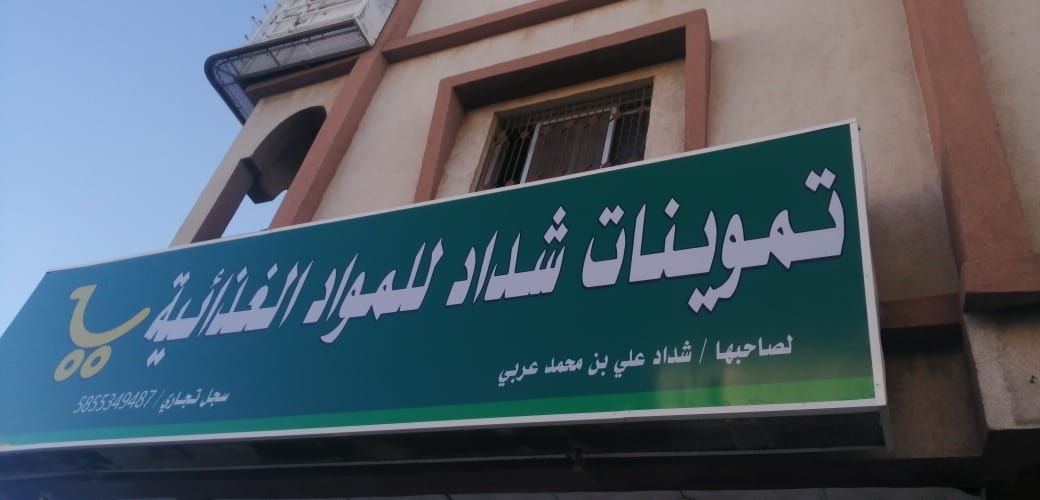 تموينات شداد للمواد الغذائية
لصاحبها / شداد علي بن محمد عربي
سجل تجاري/ 5855349487